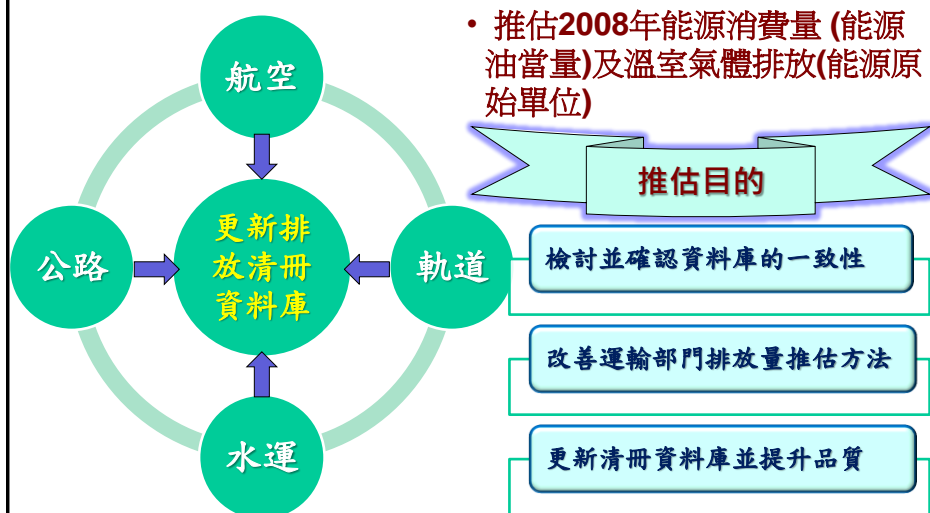 • 推估2008年能源消費量 (能源
油當量)及溫室氣體排放(能源原
始單位)
航空
公路
更新排
放清冊
資料庫
軌道
水運
推估目的
檢討並確認資料庫的一致性
改善運輸部門排放量推估方法
更新清冊資料庫並提升品質